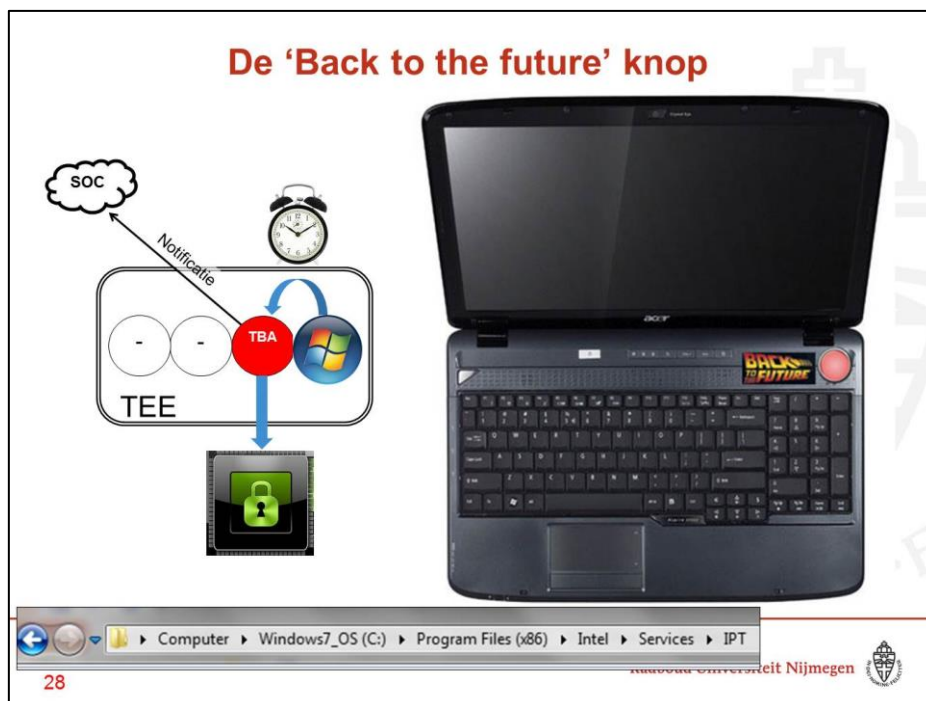 De ‘Back to the future’ knop
SOC
Notificatie
-
-
TBA
TEE
acer
BACK
TO THE
FUTURE
Computer Windows7_OS (C:) Program Files (x86) Intel Services IPT
Universiteit Nijmegen
28